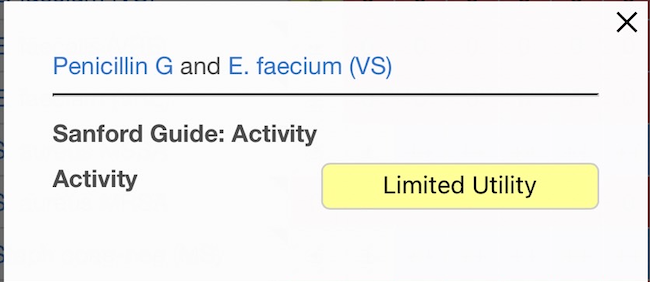 Penicillin G and E. faecium (VS)
Sanford Guide: Activity
Activity
Limited Utility